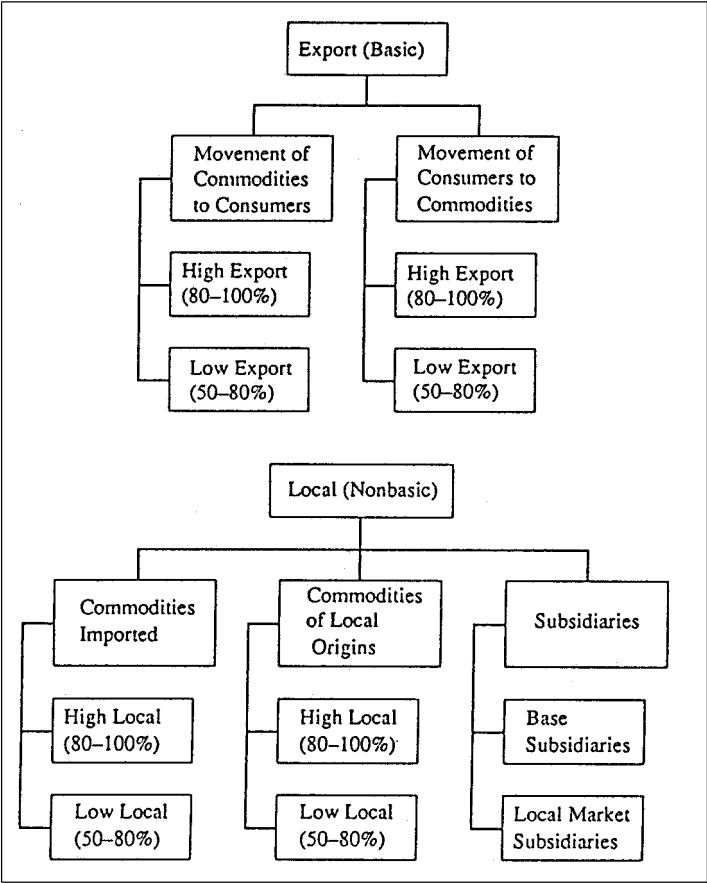 Export (Basic)
Movement of
Commodities
to Consumers
High Export
(80–100%)
Low Export
(50–80%)
Movement of
Consumers to
Commodities
High Export
(80–100%)
Low Export
(50–80%)
Local (Nonbasic)
Commodities
Imported
High Local
(80–100%)
Low Local
(50–80%)
Commodities
of Local
Origins
High Local
(80–100%)
Low Local
(50–80%)
Subsidiaries
Base
Subsidiaries
Local Market
Subsidiaries